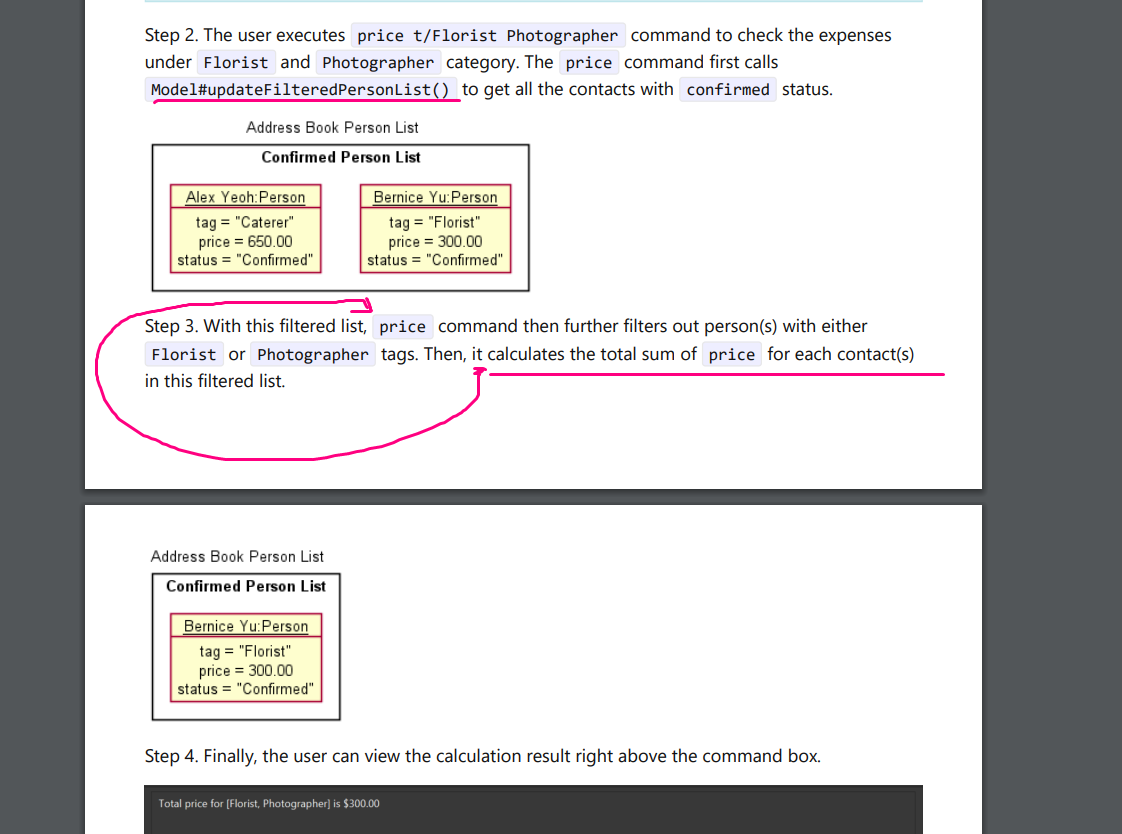 Step 2. The user executes price t/Florist Photographer command to check the expenses
under Florist and Photographer category. The price command first calls
Model#updateFilteredPersonList() to get all the contacts with confirmed status.
Address Book Person List
Confirmed Person List
Alex Yeoh:Person
tag = "Caterer"
price = 650.00
status = "Confirmed"
Bernice Yu:Person
tag = "Florist"
price = 300.00
status = "Confirmed"
Step 3. With this filtered list, price command then further filters out person(s) with either
Florist or Photographer tags. Then, it calculates the total sum of price for each contact(s)
in this filtered list.
Address Book Person List
Confirmed Person List
Bernice Yu:Person
tag = "Florist"
price = 300.00
status = "Confirmed"
Step 4. Finally, the user can view the calculation result right above the command box.
Total price for [Florist, Photographer] is $300.00